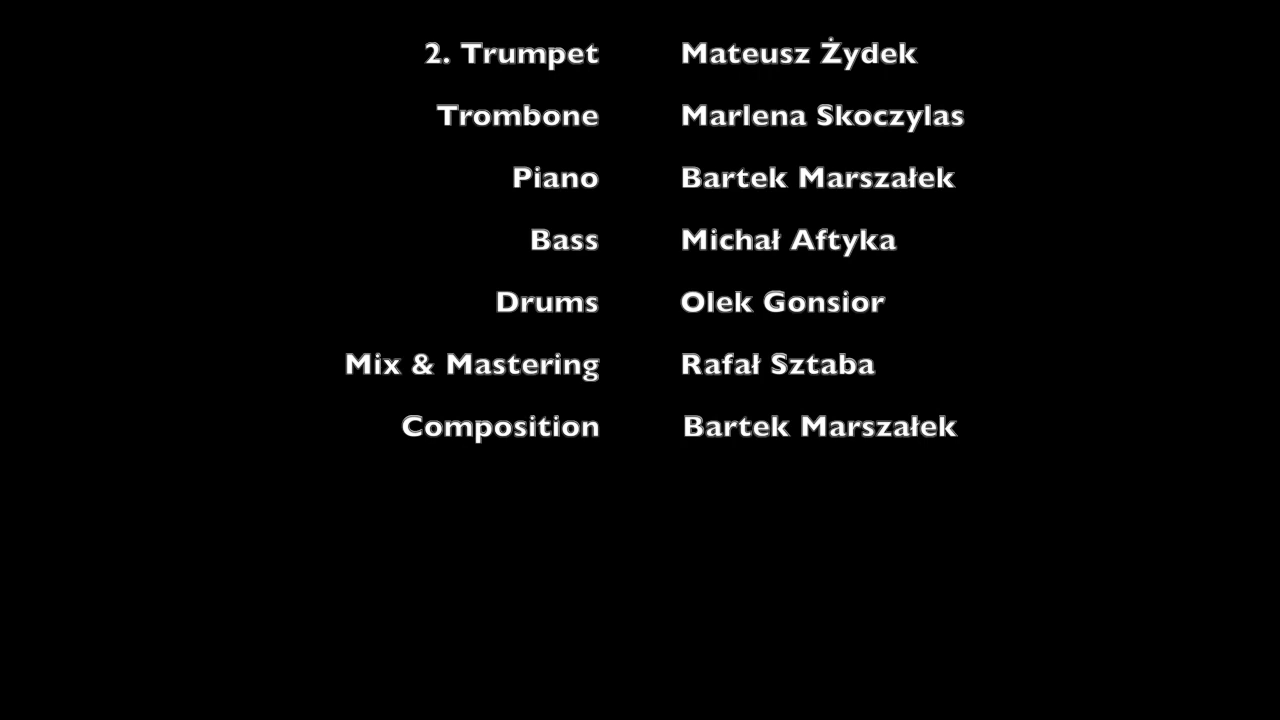 2. Trumpet Mateusz Żydek
Trombone Marlena Skoczylas
Piano Bartek Marszałek
Bass Michał Aftyka
Drums Olek Gonsior
Mix & Mastering Rafał Sztaba
Composition Bartek Marszałek